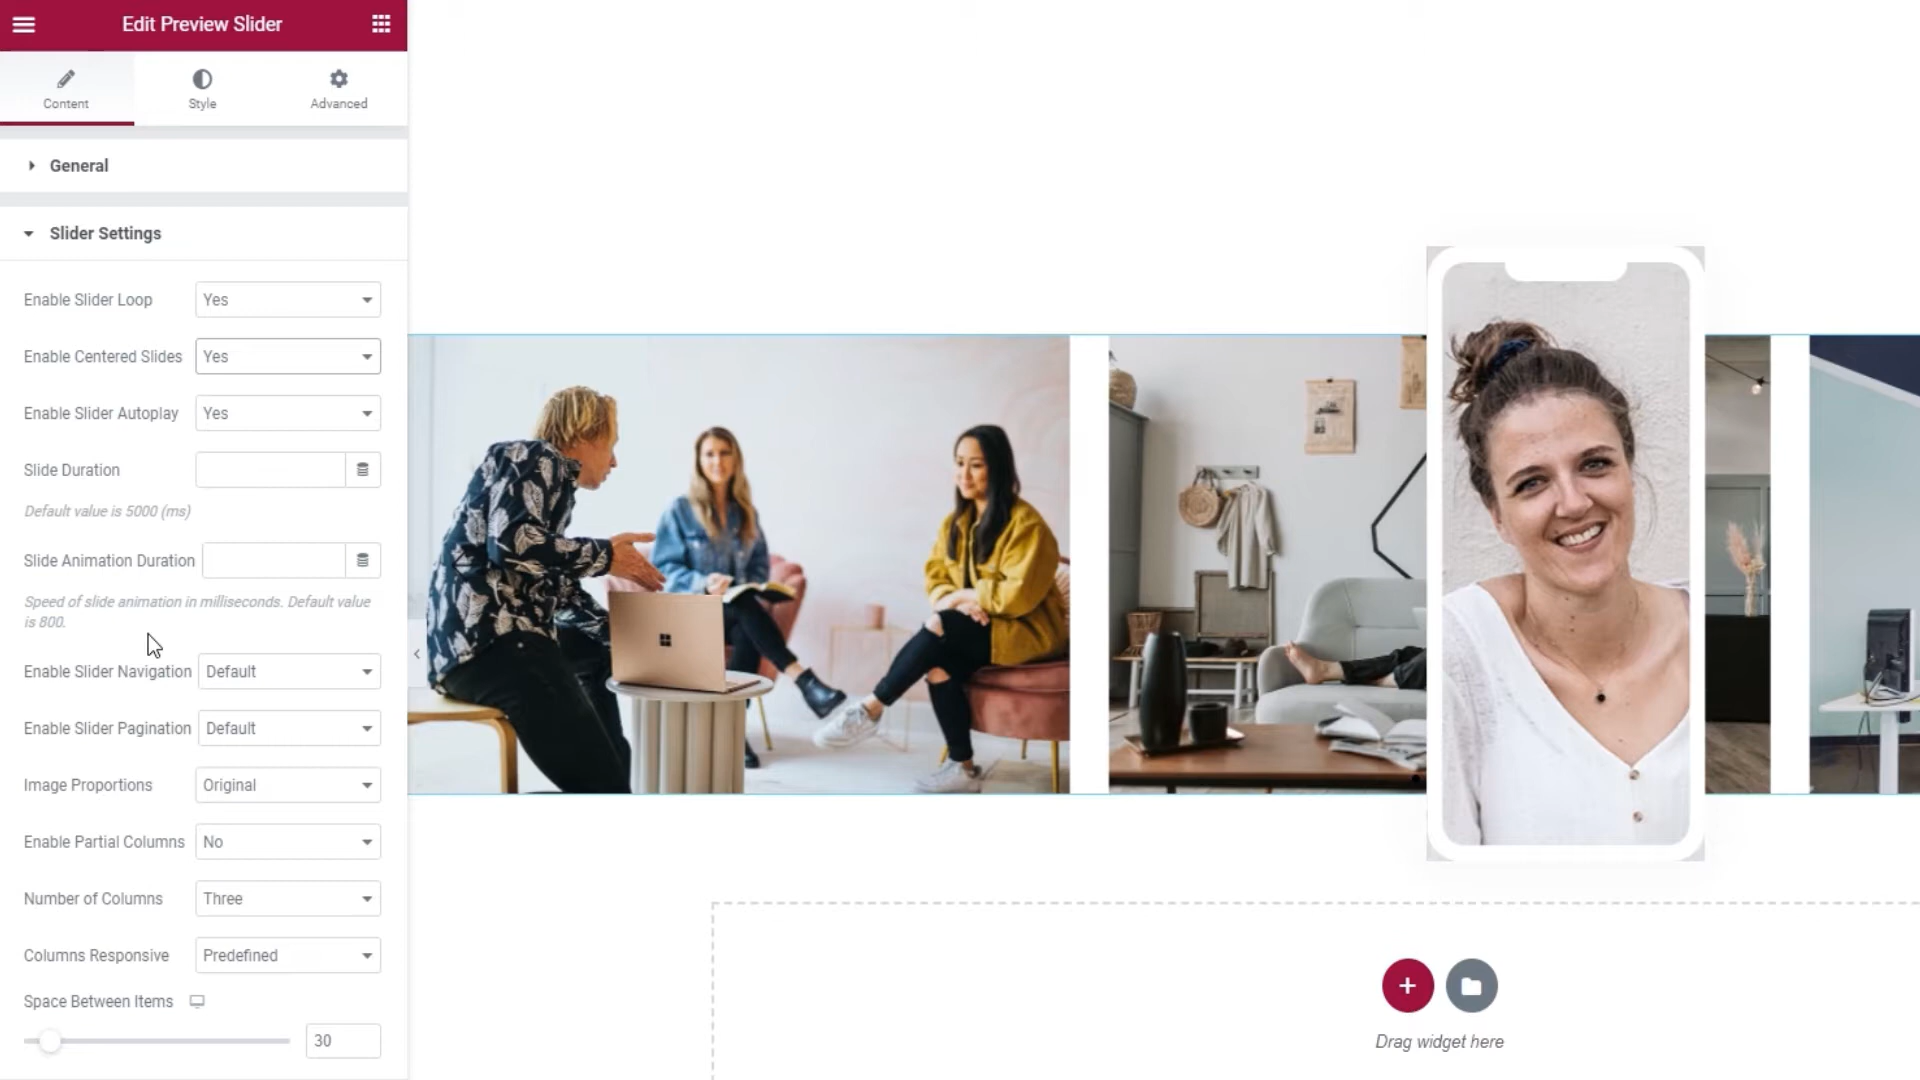 Edit Preview Slider
Content
Style
Advanced
General
Slider Settings
Enable Slider Loop
Yes
Enable Centered Slides
Yes
Enable Slider Autoplay
Yes
Slide Duration
Default value is 5000 (ms)
Slide Animation Duration
Speed of slide animation in milliseconds. Default value
is 800.
Enable Slider Navigation
Default
Enable Slider Pagination
Default
Image Proportions
Original
Enable Partial Columns
No
Number of Columns
Three
Columns Responsive
Predefined
Space Between Items
30
Drag widget here